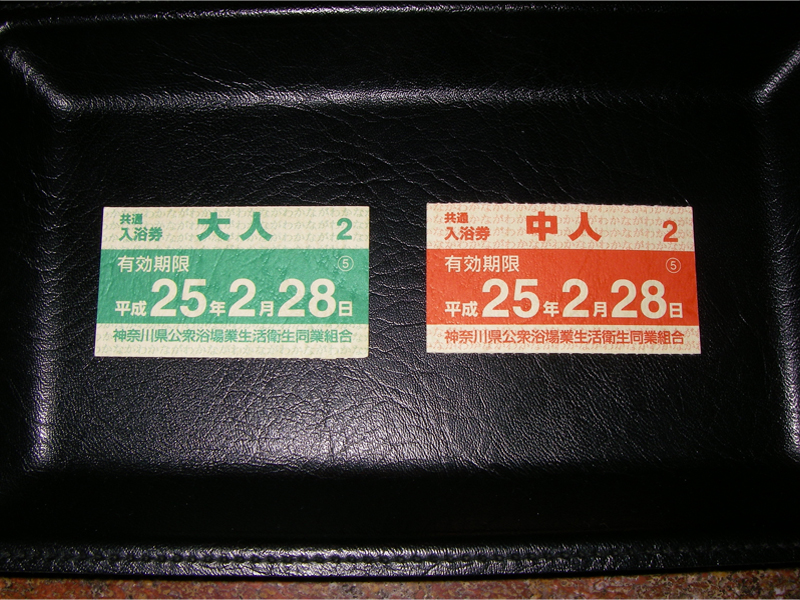 共通
入浴券 大人 2
有効期限 ⑤
平成25年2月28日
神奈川県公衆浴場業生活衛生同業組合
共通
入浴券 中人 2
有効期限 ⑤
平成25年2月28日
神奈川県公衆浴場業生活衛生同業組合